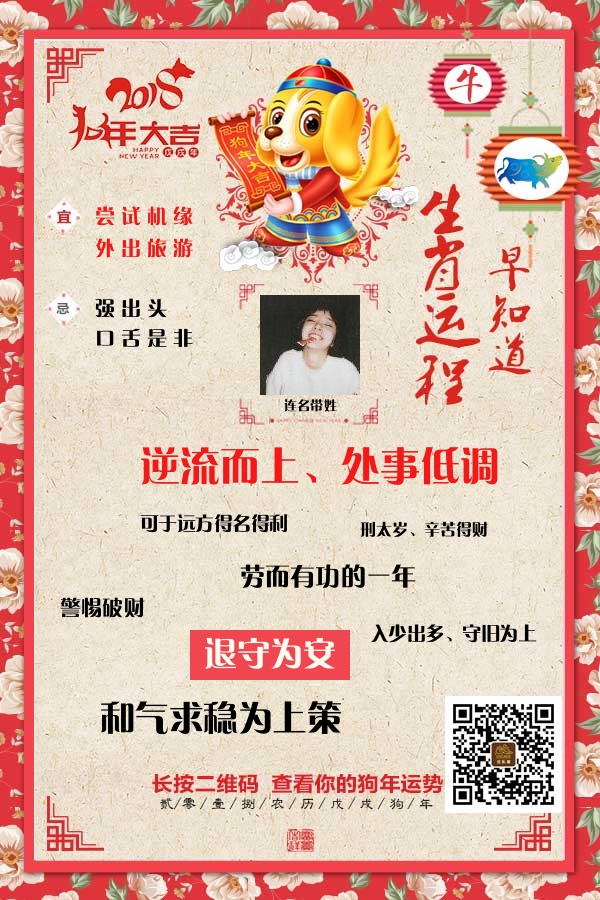 2018
狗年大吉
HAPPY
NEW YEAR 戊戌年
狗年大吉
牛
生肖运程
早知道
宜
尝试机缘
外出旅游
忌
强出头
口舌是非
连名带姓
HAPPY CHINESE NEW YEAR
逆流而上、处事低调
可于远方得名得利
刑太岁、辛苦得财
劳而有功的一年
警惕破财
入少出多、守旧为上
退守为安
和气求稳为上策
长按二维码 查看你的狗年运势
贰/零/壹/捌/农/历/戊/戌/狗/年